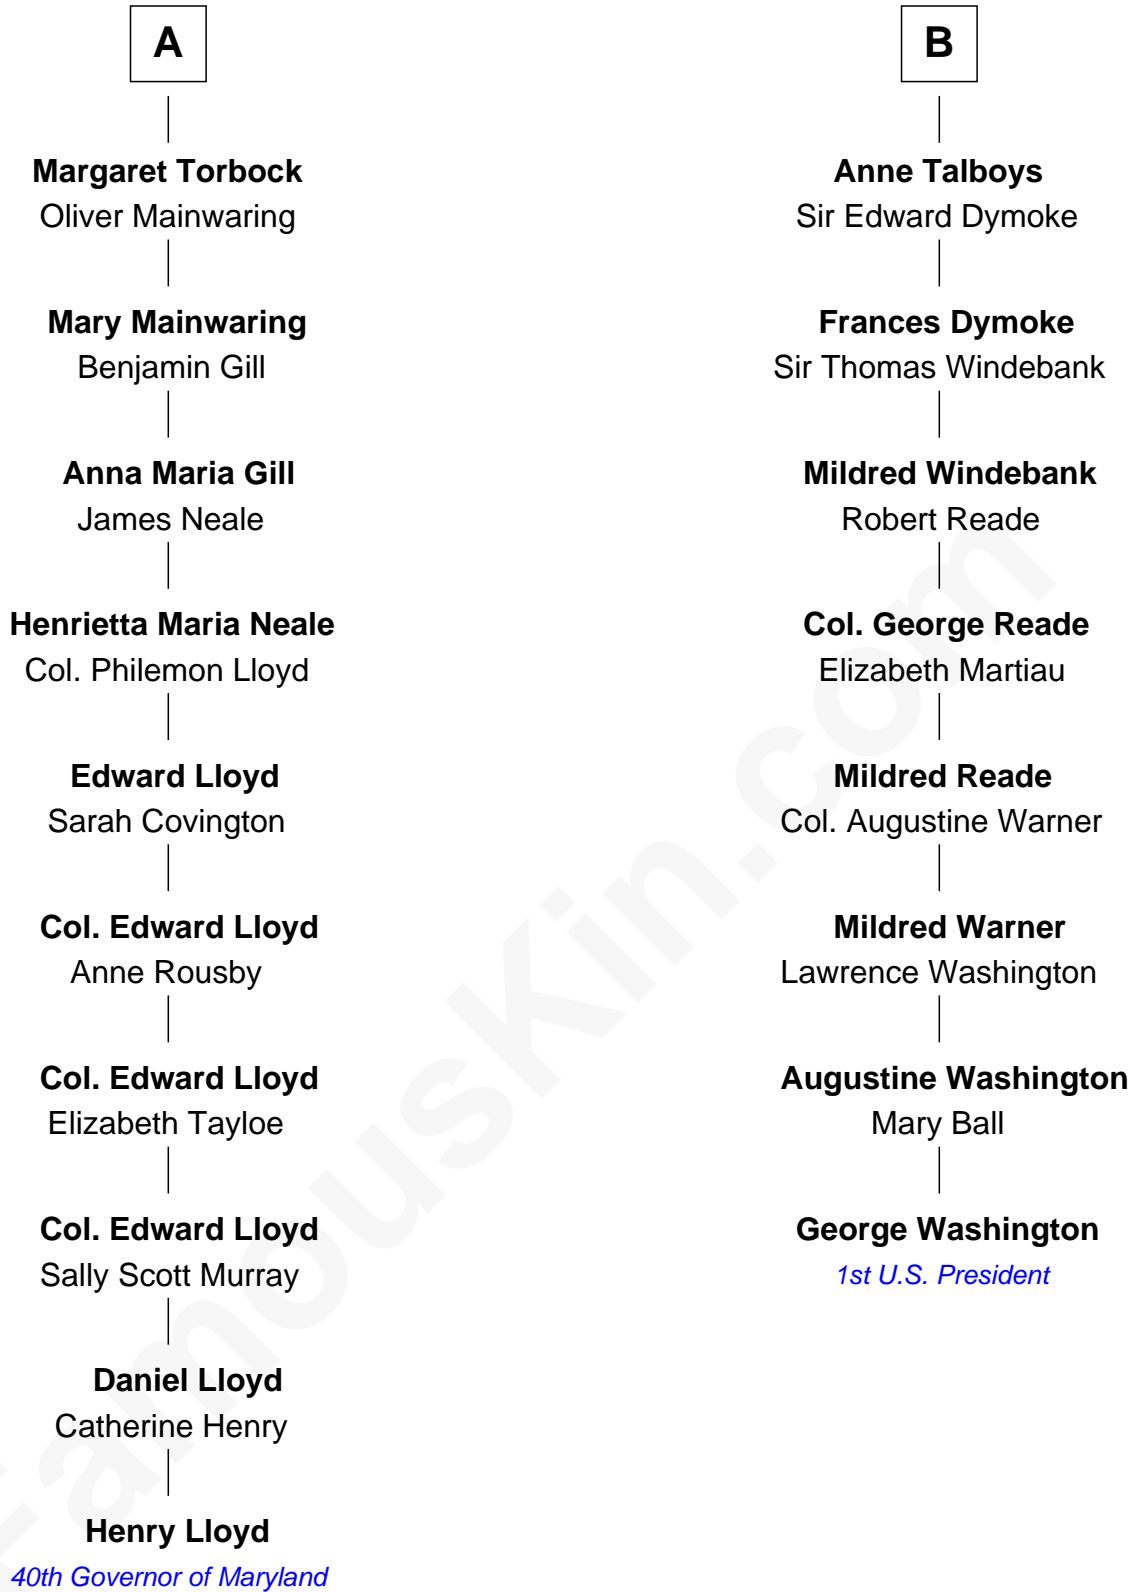 A
Margaret Torbock
Oliver Mainwaring
Mary Mainwaring
Benjamin Gill
Anna Maria Gill
James Neale
Henrietta Maria Neale
Col. Philemon Lloyd
Edward Lloyd
Sarah Covington
Col. Edward Lloyd
Anne Rousby
Col. Edward Lloyd
Elizabeth Tayloe
Col. Edward Lloyd
Sally Scott Murray
Daniel Lloyd
Catherine Henry
Henry Lloyd
40th Governor of Maryland
B
Anne Talboys
Sir Edward Dymoke
Frances Dymoke
Sir Thomas Windebank
Mildred Windebank
Robert Reade
Col. George Reade
Elizabeth Martiau
Mildred Reade
Col. Augustine Warner
Mildred Warner
Lawrence Washington
Augustine Washington
Mary Ball
George Washington
1st U.S. President
FamousKin.com